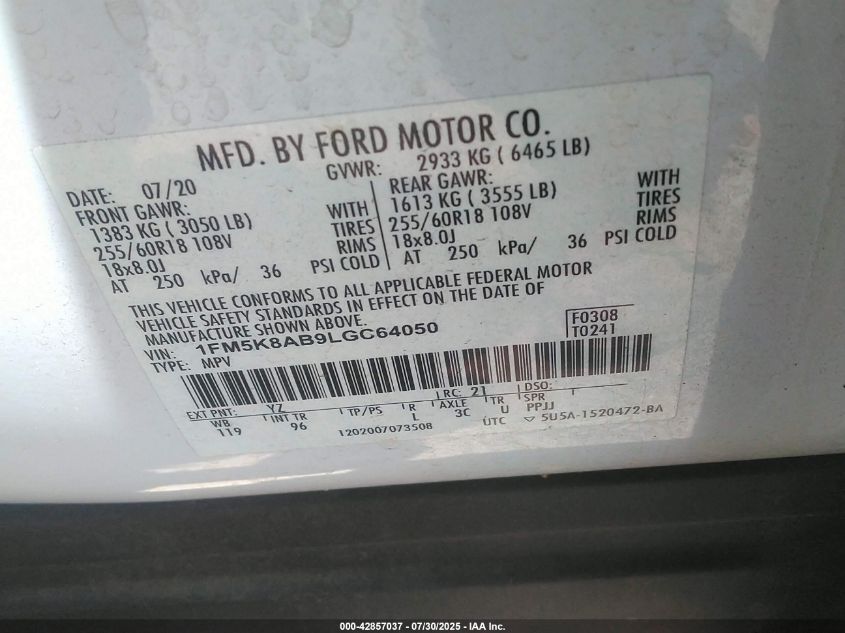 MFD. BY FORD MOTOR CO.
DATE: 07/20
GVWR: 2933 KG ( 6465 LB)
FRONT GAWR:
1383 KG ( 3050 LB) WITH
255/60R18 108V TIRES
18x8.0J RIMS
AT 250 kPa/ 36 PSI COLD
REAR GAWR:
1613 KG ( 3555 LB) WITH
255/60R18 108V TIRES
18x8.0J RIMS
AT 250 kPa/ 36 PSI COLD
THIS VEHICLE CONFORMS TO ALL APPLICABLE FEDERAL MOTOR
VEHICLE SAFETY STANDARDS IN EFFECT ON THE DATE OF
MANUFACTURE SHOWN ABOVE.
VIN: 1FM5K8AB9LGC64050
TYPE: MPV
F0308
T0241
EXT PNT: YZ RC: 21 DSO:
WB INT TR TP/PS R AXLE TR SPR
119 96 L 3C U PPJJ
1202007073508 UTC ▽ 5U5A-1520472-BA
000-42857037 - 07/30/2025 - IAA Inc.